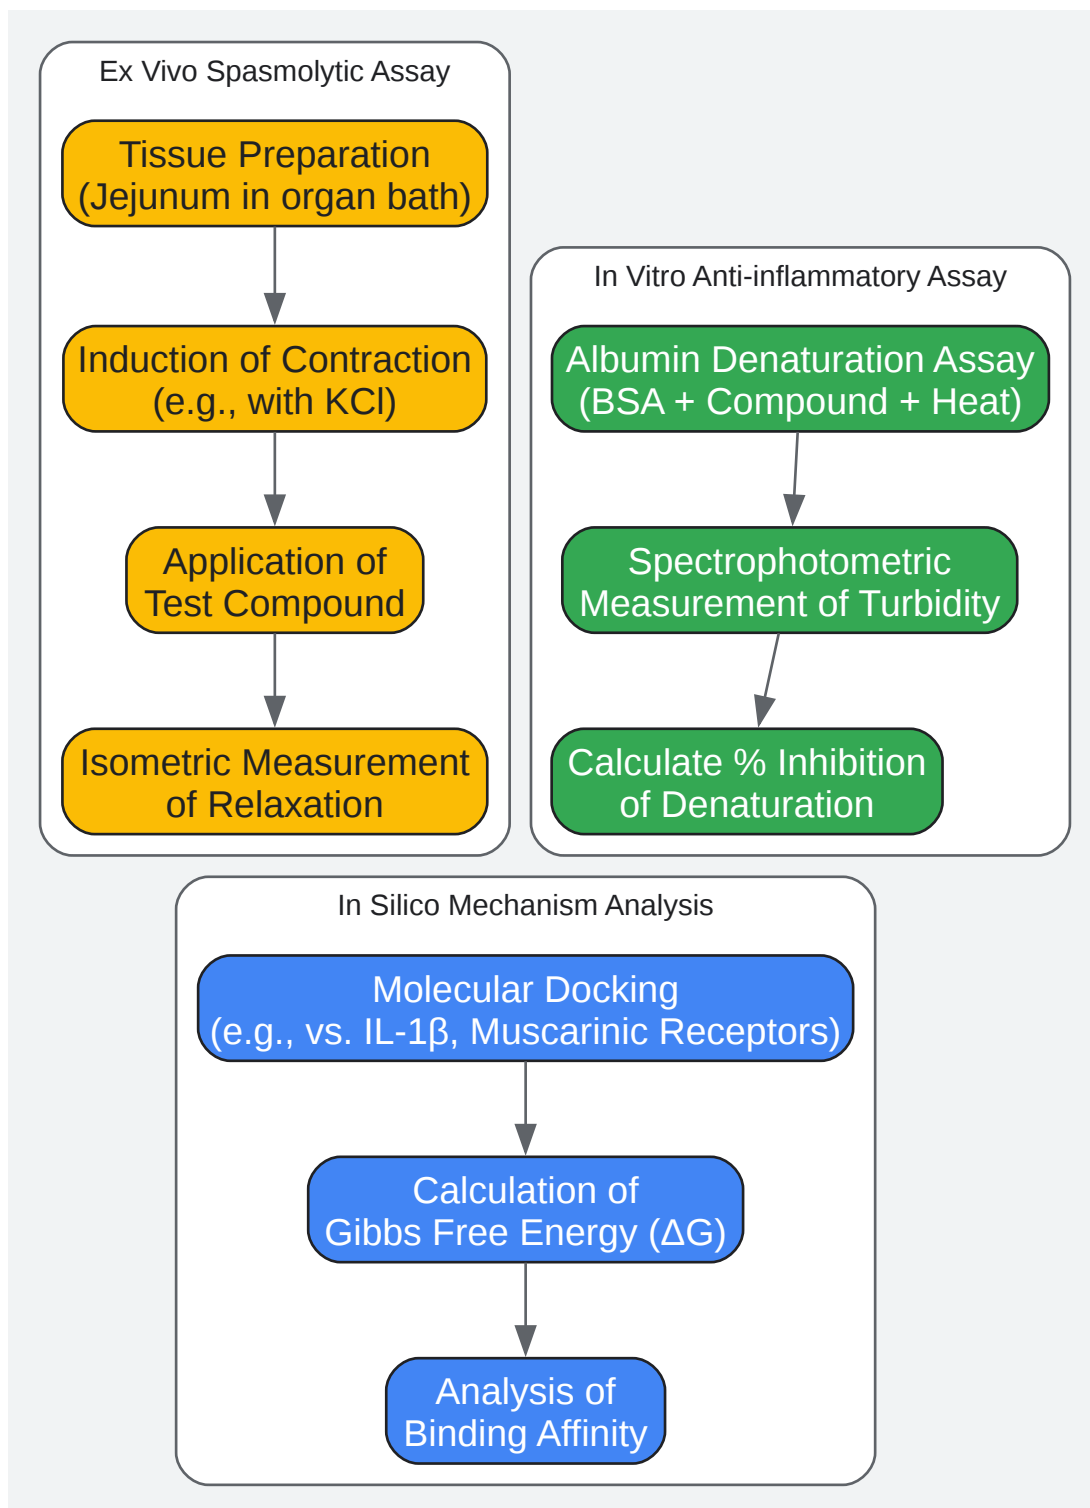 Ex Vivo Spasmolytic Assay
Tissue Preparation
(Jejunum in organ bath)
Induction of Contraction
(e.g., with KCl)
Application of
Test Compound
Isometric Measurement
of Relaxation
In Vitro Anti-inflammatory Assay
Albumin Denaturation Assay
(BSA + Compound + Heat)
Spectrophotometric
Measurement of Turbidity
Calculate % Inhibition
of Denaturation
In Silico Mechanism Analysis
Molecular Docking
(e.g., vs. IL-1β, Muscarinic Receptors)
Calculation of
Gibbs Free Energy (ΔG)
Analysis of
Binding Affinity